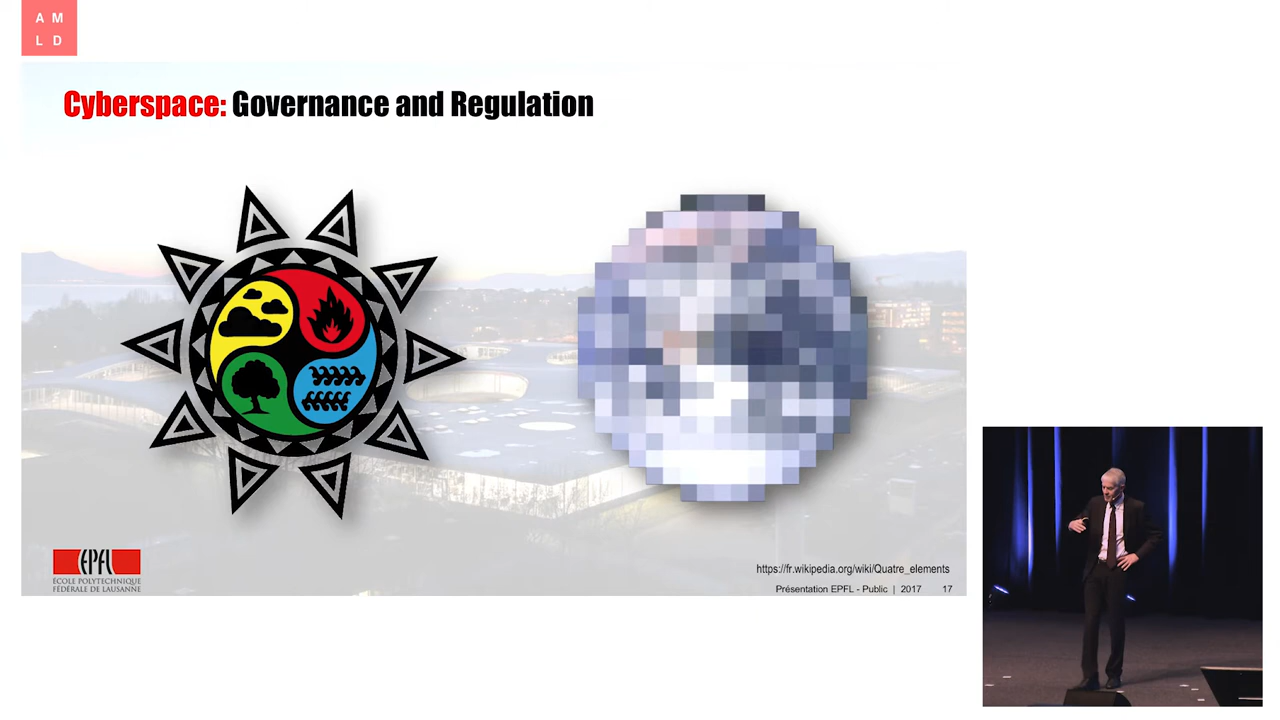 A M
L D
Cyberspace: Governance and Regulation
EPFL
ÉCOLE POLYTECHNIQUE
FÉDÉRALE DE LAUSANNE
https://fr.wikipedia.org/wiki/Quatre_elements
Présentation EPFL - Public | 2017 17